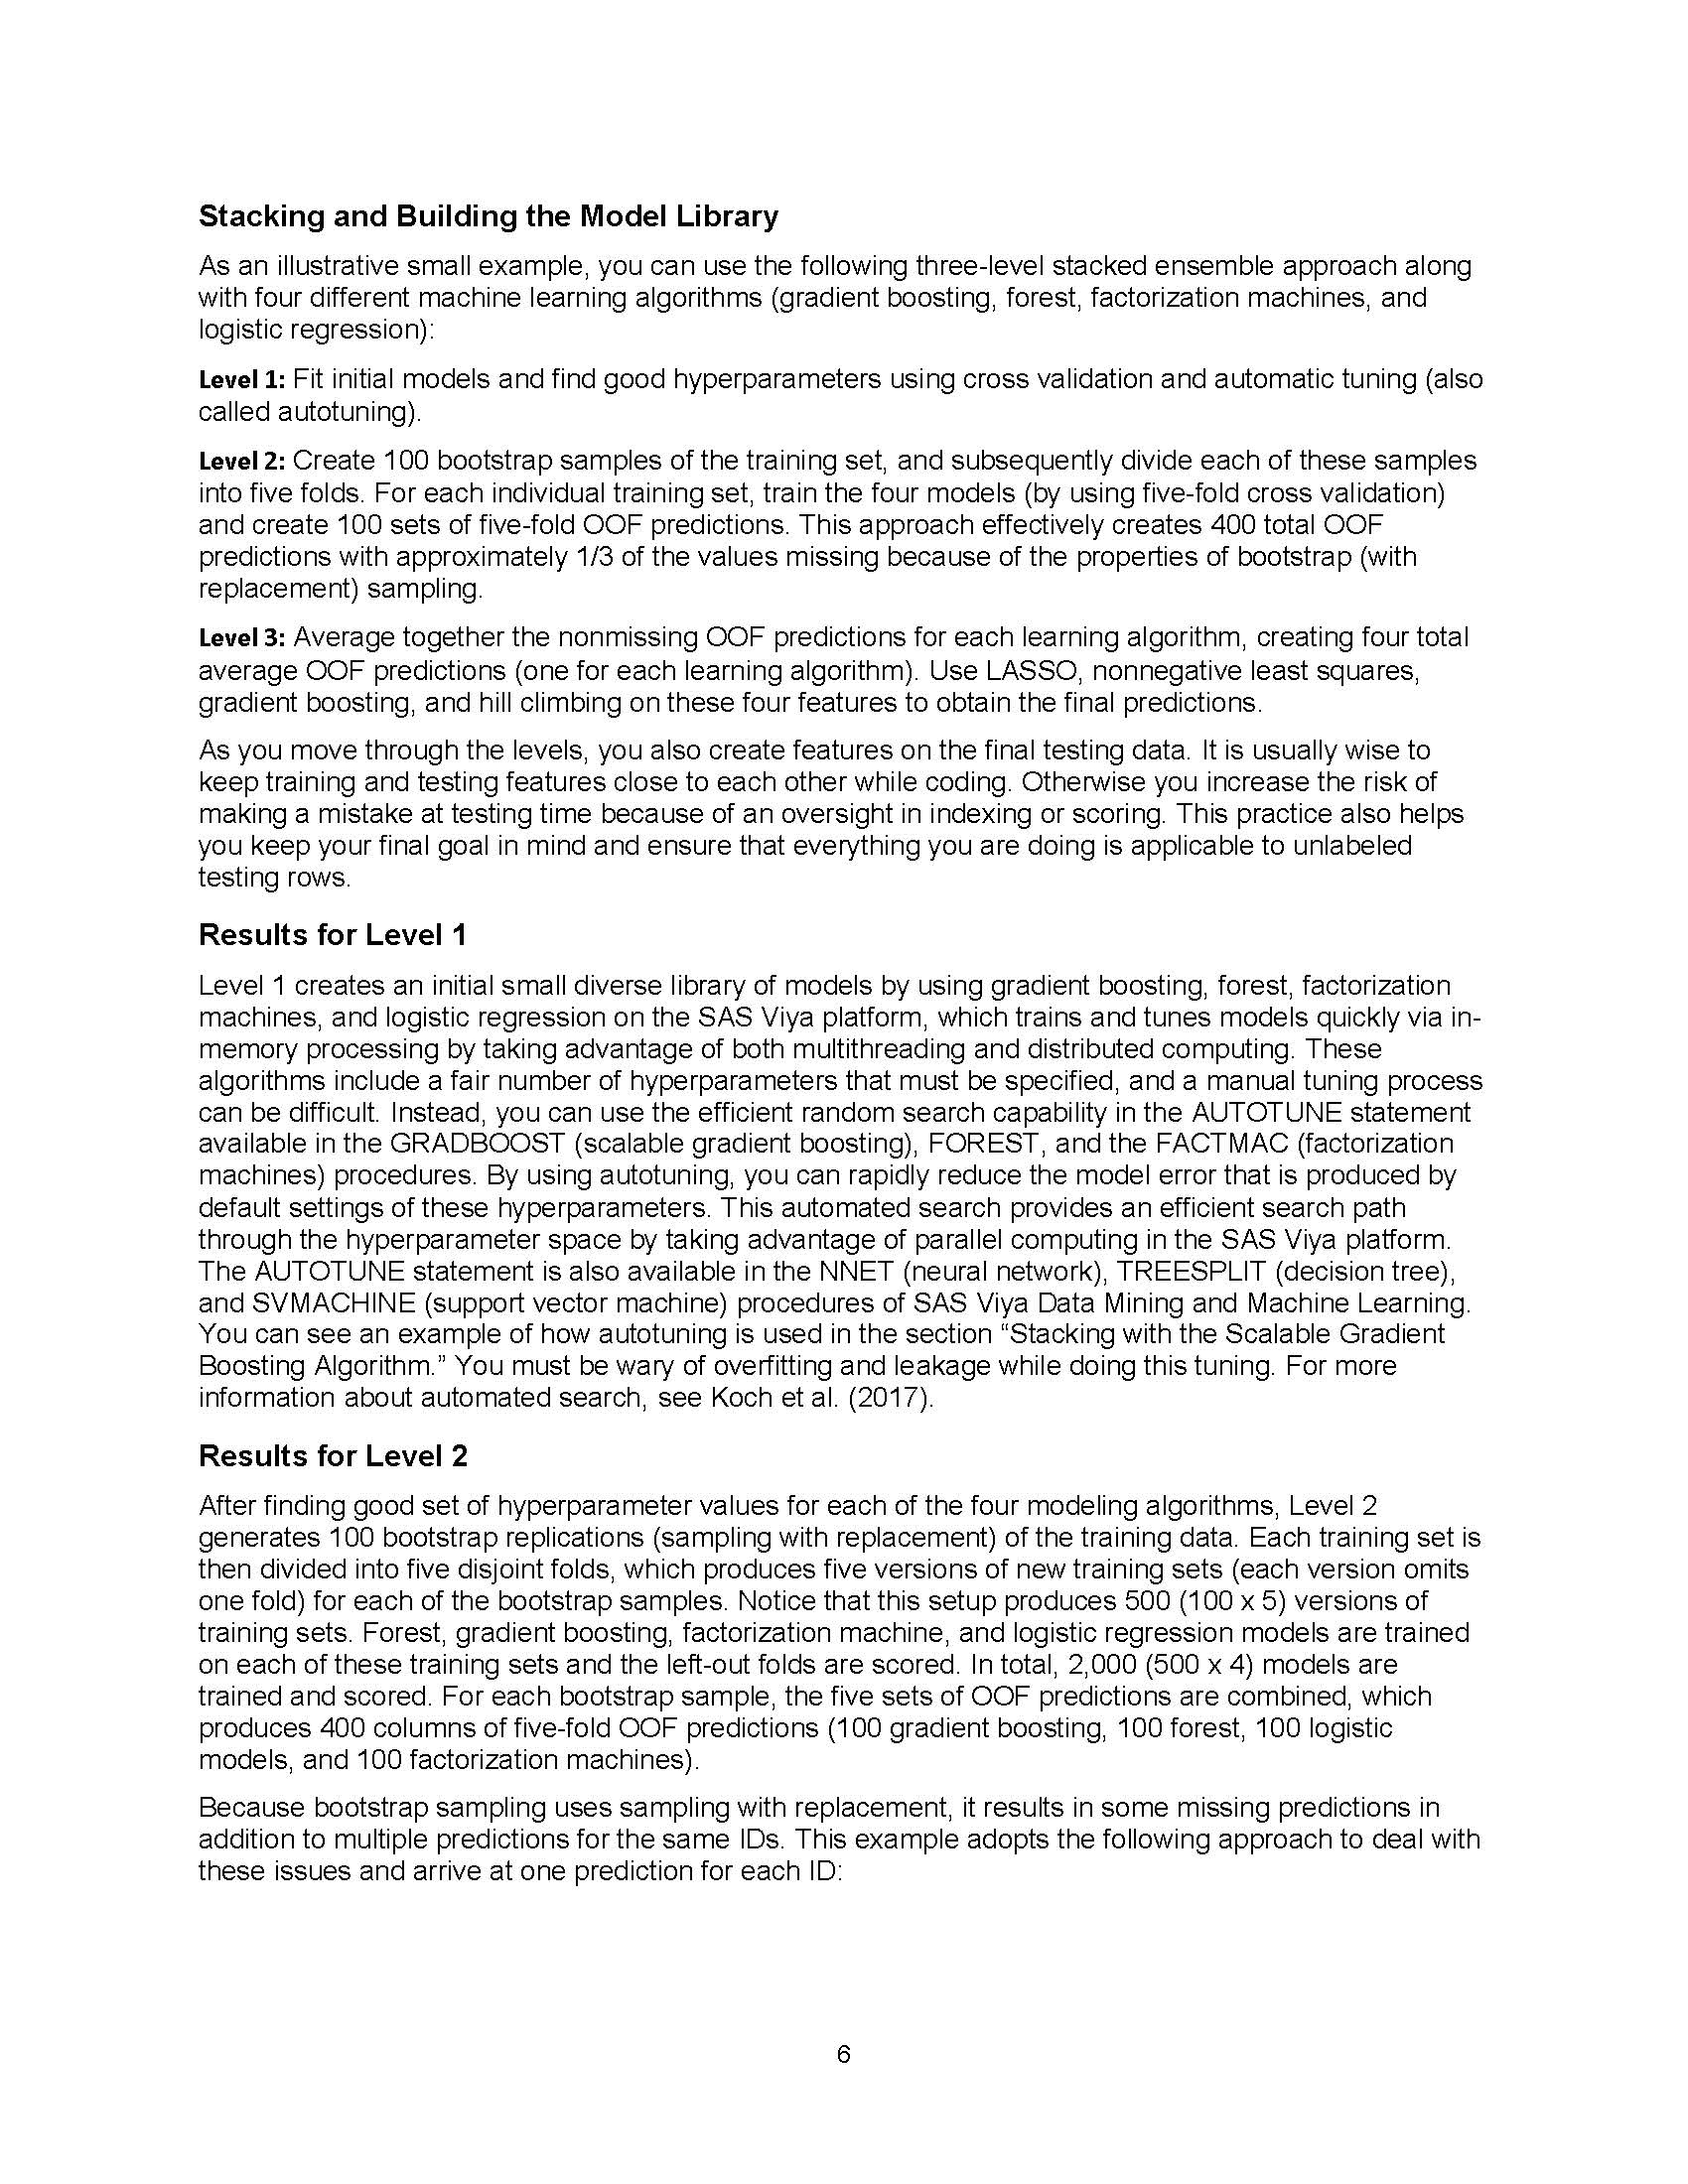 Stacking and Building the Model Library
As an illustrative small example, you can use the following three-level stacked ensemble approach along
with four different machine learning algorithms (gradient boosting, forest, factorization machines, and
logistic regression):
Level 1: Fit initial models and find good hyperparameters using cross validation and automatic tuning (also
called autotuning).
Level 2: Create 100 bootstrap samples of the training set, and subsequently divide each of these samples
into five folds. For each individual training set, train the four models (by using five-fold cross validation)
and create 100 sets of five-fold OOF predictions. This approach effectively creates 400 total OOF
predictions with approximately 1/3 of the values missing because of the properties of bootstrap (with
replacement) sampling.
Level 3: Average together the nonmissing OOF predictions for each learning algorithm, creating four total
average OOF predictions (one for each learning algorithm). Use LASSO, nonnegative least squares,
gradient boosting, and hill climbing on these four features to obtain the final predictions.
As you move through the levels, you also create features on the final testing data. It is usually wise to
keep training and testing features close to each other while coding. Otherwise you increase the risk of
making a mistake at testing time because of an oversight in indexing or scoring. This practice also helps
you keep your final goal in mind and ensure that everything you are doing is applicable to unlabeled
testing rows.
Results for Level 1
Level 1 creates an initial small diverse library of models by using gradient boosting, forest, factorization
machines, and logistic regression on the SAS Viya platform, which trains and tunes models quickly via in-
memory processing by taking advantage of both multithreading and distributed computing. These
algorithms include a fair number of hyperparameters that must be specified, and a manual tuning process
can be difficult. Instead, you can use the efficient random search capability in the AUTOTUNE statement
available in the GRADBOOST (scalable gradient boosting), FOREST, and the FACTMAC (factorization
machines) procedures. By using autotuning, you can rapidly reduce the model error that is produced by
default settings of these hyperparameters. This automated search provides an efficient search path
through the hyperparameter space by taking advantage of parallel computing in the SAS Viya platform.
The AUTOTUNE statement is also available in the NNET (neural network), TREESPLIT (decision tree),
and SVMACHINE (support vector machine) procedures of SAS Viya Data Mining and Machine Learning.
You can see an example of how autotuning is used in the section “Stacking with the Scalable Gradient
Boosting Algorithm.” You must be wary of overfitting and leakage while doing this tuning. For more
information about automated search, see Koch et al. (2017).
Results for Level 2
After finding good set of hyperparameter values for each of the four modeling algorithms, Level 2
generates 100 bootstrap replications (sampling with replacement) of the training data. Each training set is
then divided into five disjoint folds, which produces five versions of new training sets (each version omits
one fold) for each of the bootstrap samples. Notice that this setup produces 500 (100 x 5) versions of
training sets. Forest, gradient boosting, factorization machine, and logistic regression models are trained
on each of these training sets and the left-out folds are scored. In total, 2,000 (500 x 4) models are
trained and scored. For each bootstrap sample, the five sets of OOF predictions are combined, which
produces 400 columns of five-fold OOF predictions (100 gradient boosting, 100 forest, 100 logistic
models, and 100 factorization machines).
Because bootstrap sampling uses sampling with replacement, it results in some missing predictions in
addition to multiple predictions for the same IDs. This example adopts the following approach to deal with
these issues and arrive at one prediction for each ID:
6